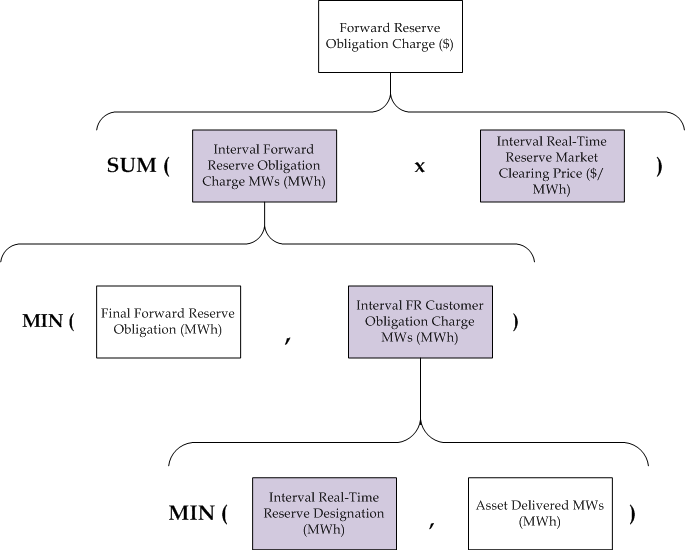 Forward Reserve
Obligation Charge ($)
SUM (
Interval Forward
Reserve Obligation
Charge MWs (MWh)
x
Interval Real-Time
Reserve Market
Clearing Price ($/
MWh)
)
MIN (
Final Forward Reserve
Obligation (MWh)
,
Interval FR Customer
Obligation Charge
MWs (MWh)
)
MIN (
Interval Real-Time
Reserve Designation
(MWh)
,
Asset Delivered MWs
(MWh)
)